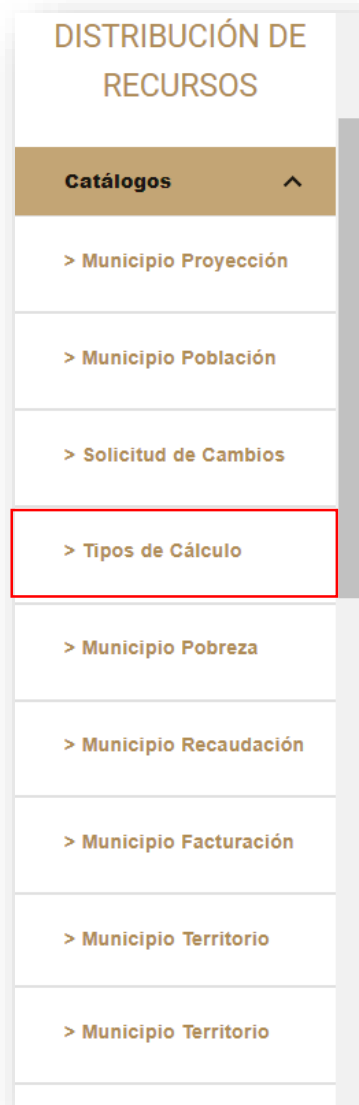 DISTRIBUCIÓN DE
RECURSOS
Catálogos
> Municipio Proyección
> Municipio Población
> Solicitud de Cambios
> Tipos de Cálculo
> Municipio Pobreza
> Municipio Recaudación
> Municipio Facturación
> Municipio Territorio
> Municipio Territorio